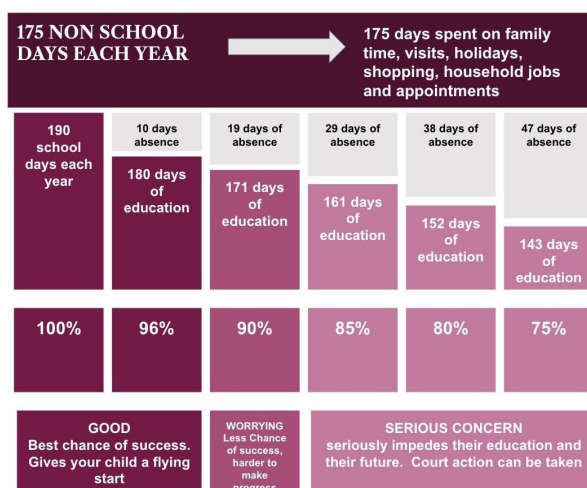 175 NON SCHOOL
DAYS EACH YEAR
175 days spent on family
time, visits, holidays,
shopping, household jobs
and appointments
190
school
days each
year
10 days
absence
180 days
of
education
19 days of
absence
171 days
of
education
29 days of
absence
161 days
of
education
38 days of
absence
152 days
of
education
47 days of
absence
143 days
of
education
100%
96%
90%
85%
80%
75%
GOOD
Best chance of success.
Gives your child a flying
start
WORRYING
Less Chance
of success,
harder to
make
progress
SERIOUS CONCERN
seriously impedes their education and
their future. Court action can be taken